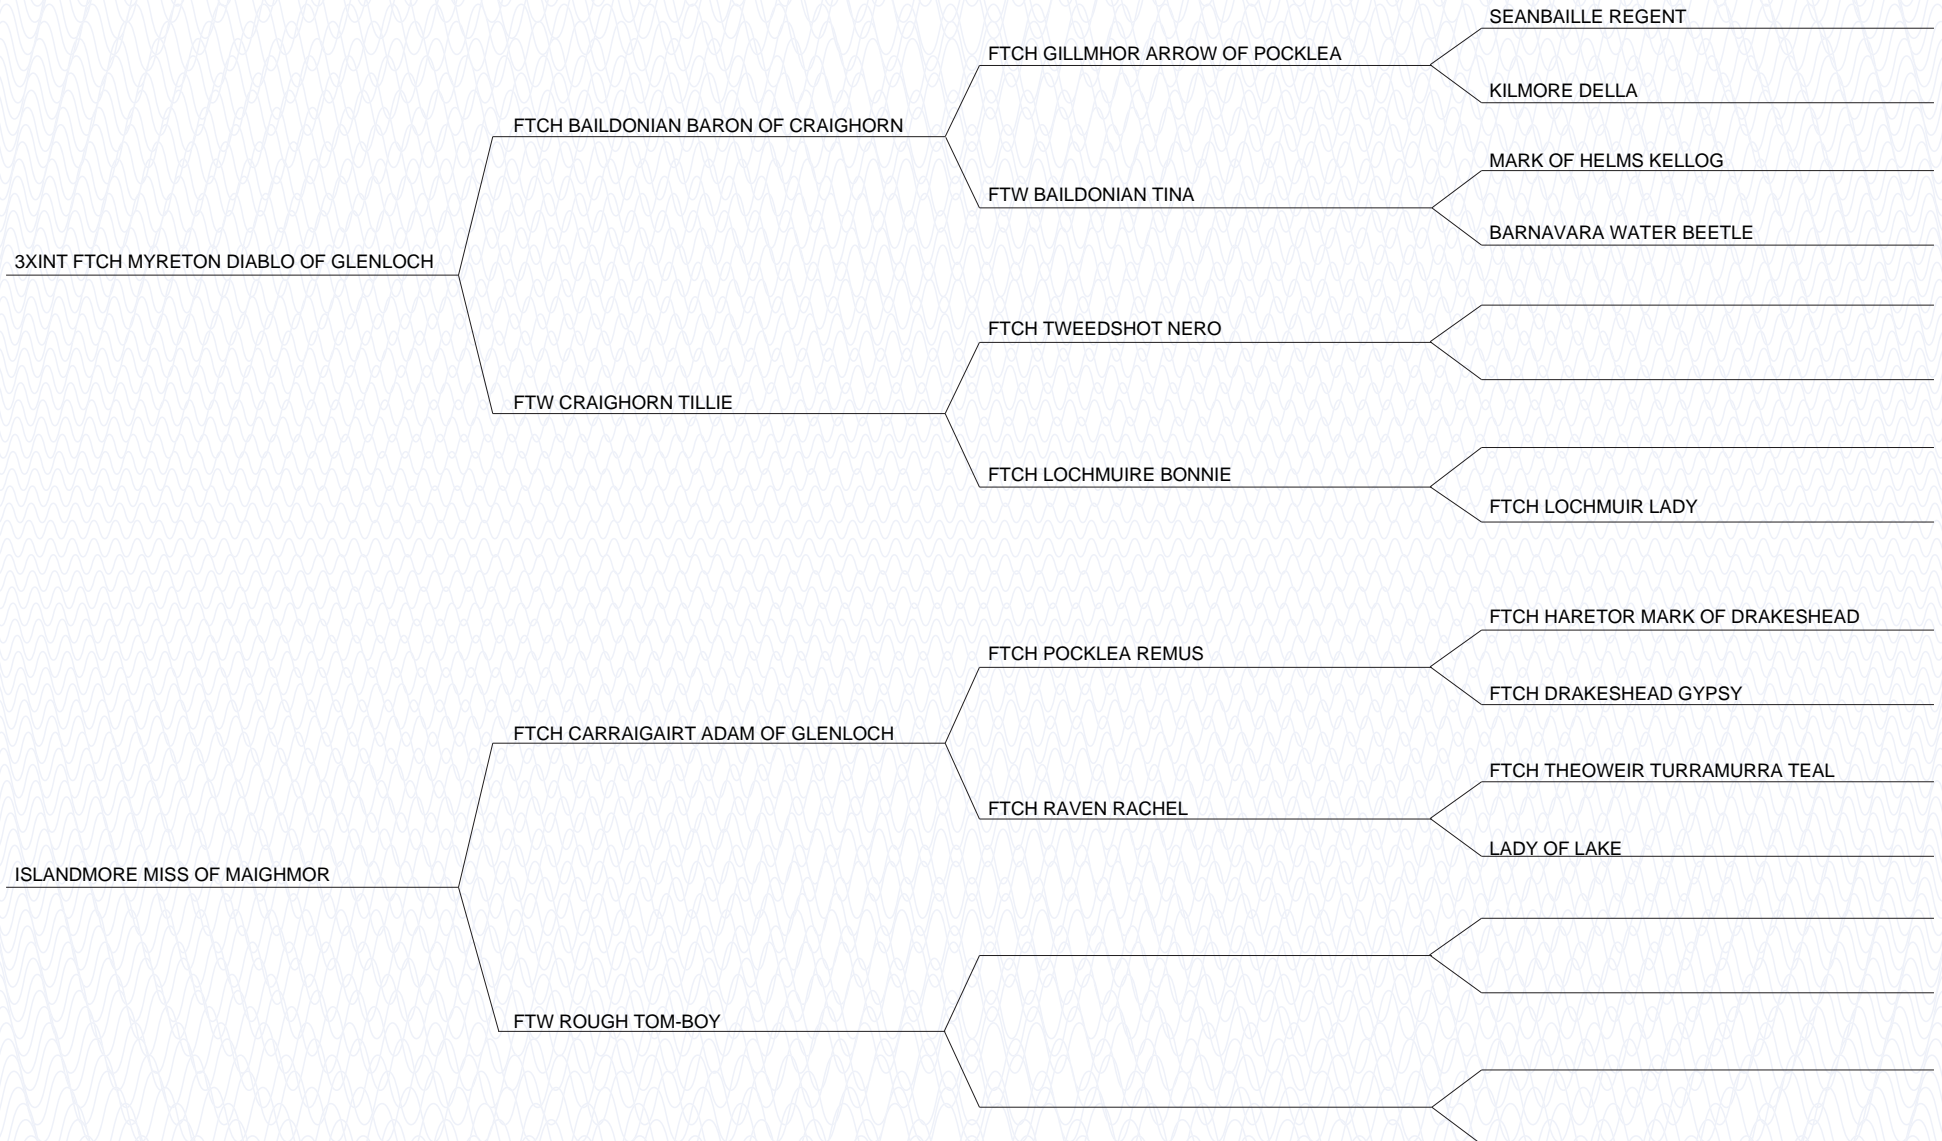 SEANBAILLE REGENT
FTCH GILLMHOR ARROW OF POCKLEA
KILMORE DELLA
FTCH BAILDONIAN BARON OF CRAIGHORN
MARK OF HELMS KELLOG
FTW BAILDONIAN TINA
BARNAVARA WATER BEETLE
3XINT FTCH MYRETON DIABLO OF GLENLOCH
FTCH TWEEDSHOT NERO
FTW CRAIGHORN TILLIE
FTCH LOCHMUIRE BONNIE
FTCH LOCHMUIR LADY
FTCH HARETOR MARK OF DRAKESHEAD
FTCH POCKLEA REMUS
FTCH DRAKESHEAD GYPSY
FTCH CARRAIGAIRT ADAM OF GLENLOCH
FTCH THEOWEIR TURRAMURRA TEAL
FTCH RAVEN RACHEL
LADY OF LAKE
ISLANDMORE MISS OF MAIGHMOR
FTW ROUGH TOM-BOY